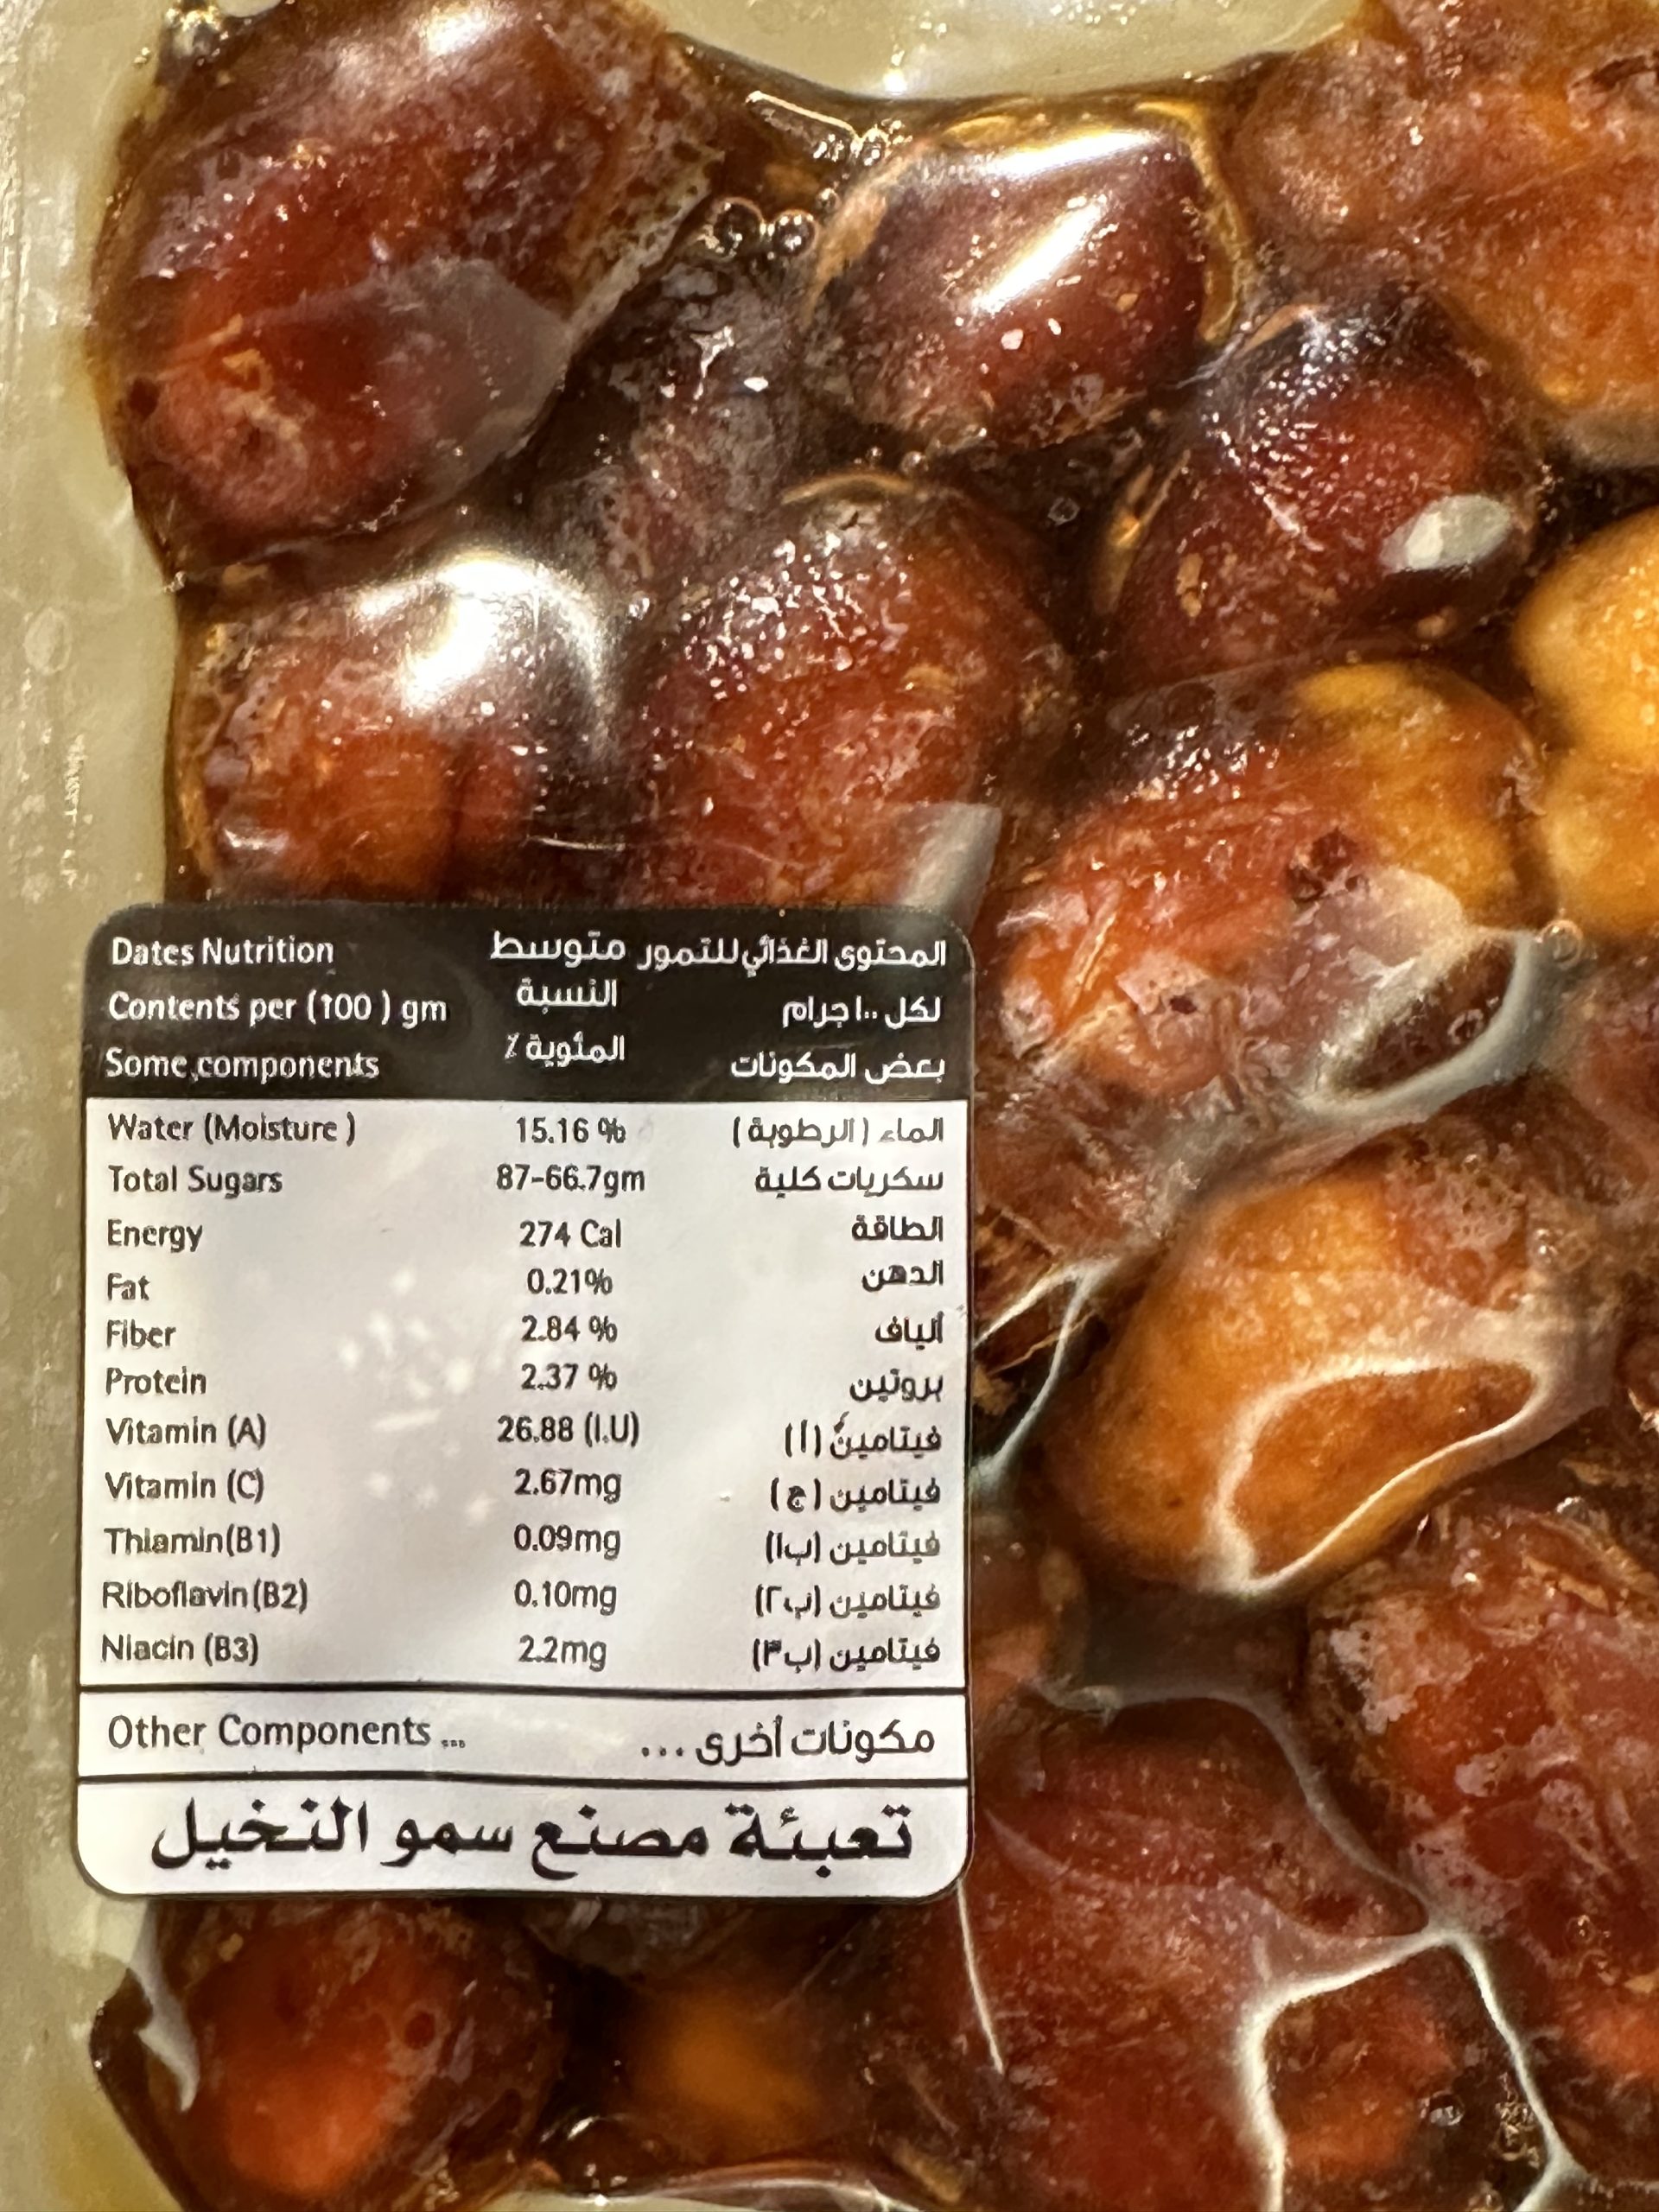 Dates Nutrition متوسط المحتوى الغذائي للتمور
Contents per (100 ) gm النسبة لكل ١٠٠ جرام
Some components المئوية ٪ بعض المكونات
Water (Moisture ) 15.16 % الماء (الرطوبة )
Total Sugars 87-66.7gm سكريات كلية
Energy 274 Cal الطاقة
Fat 0.21% الدهن
Fiber 2.84 % ألياف
Protein 2.37 % بروتين
Vitamin (A) 26.88 (I.U) فيتامين (أ)
Vitamin (C) 2.67mg فيتامين (ج)
Thiamin(B1) 0.09mg فيتامين (ب١)
Riboflavin(B2) 0.10mg فيتامين (ب٢)
Niacin (B3) 2.2mg فيتامين (ب٣)
Other Components ... مكونات أخرى ...
تعبئة مصنع سمو النخيل